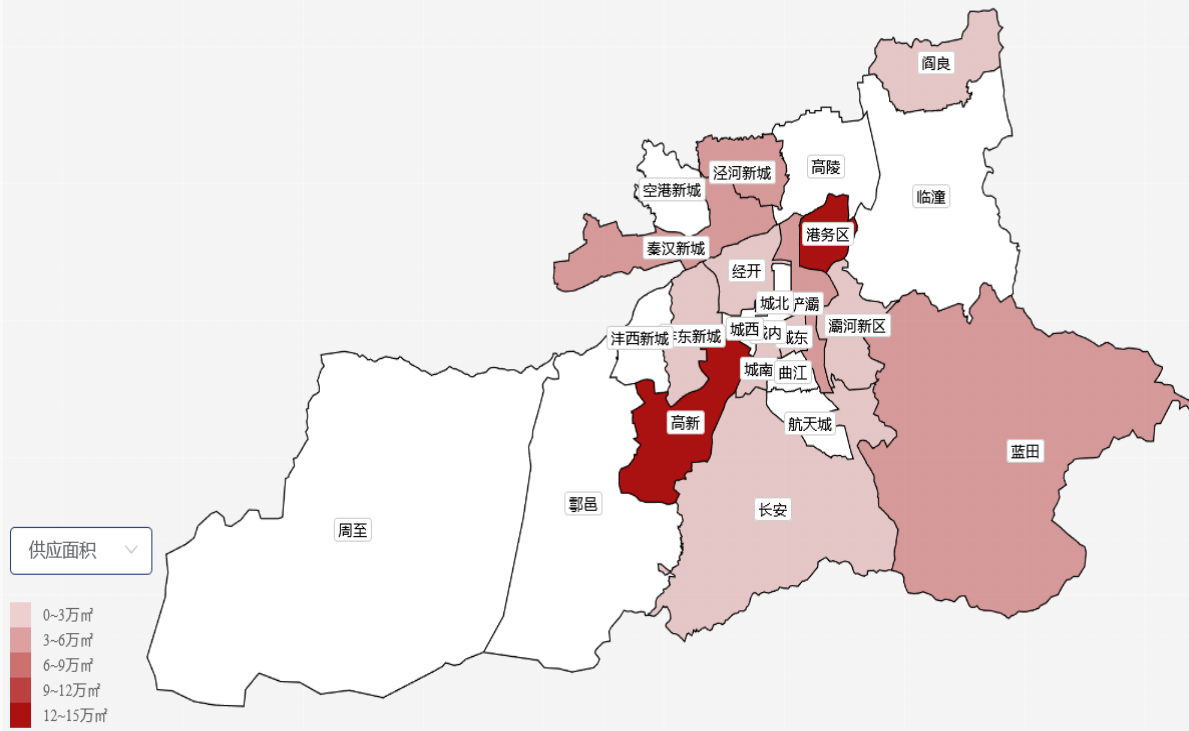 阎良
高陵
泾河新城
空港新城
临潼
港务区
秦汉新城
经开
城北
浐灞
灞河新区
城西
城内
城东
沣西新城
沣东新城
城南
曲江
高新
航天城
蓝田
鄠邑
长安
周至
供应面积
0~3万㎡
3~6万㎡
6~9万㎡
9~12万㎡
12~15万㎡